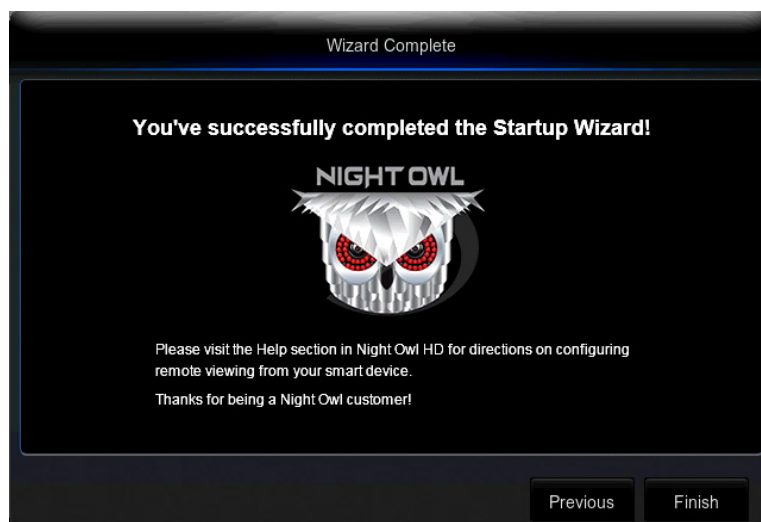 Wizard Complete
You've successfully completed the Startup Wizard!
NIGHT OWL
Please visit the Help section in Night Owl HD for directions on configuring
remote viewing from your smart device.
Thanks for being a Night Owl customer!
Previous
Finish